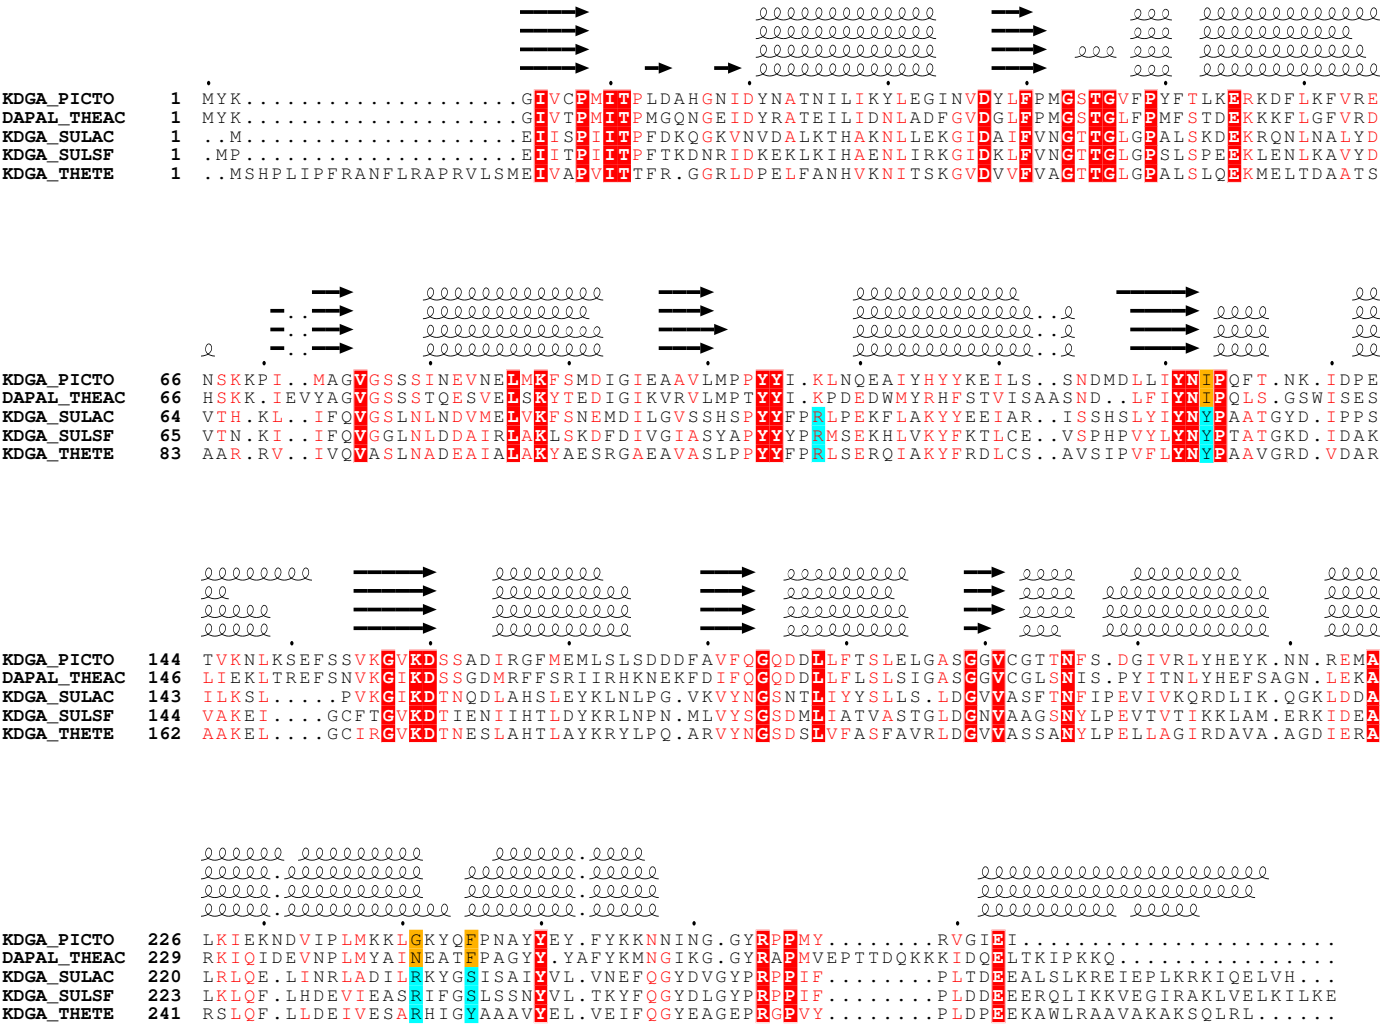 KDGA_PICTO 1 MYK....................GIVCPMITPLDAHGNIDYNATNILIKYLEGINVDYLFPMGSTGVFPYFTLKERKDFLKFVRE
DAPAL_THEAC 1 MYK....................GIVTPMITPMGQNGEIDYRATEILIDNLADFGVDGLFPMGSTGLFPMFSTDEKKKFLGFVRD
KDGA_SULAC 1 ..M....................EIISPIITPFDKQGKVNVDALKTHAKNLLEKGIDAIFVNGTTGLGPALSKDEKRQNLNALYD
KDGA_SULSF 1 .MP....................EIITPIITPFTKDNRIDKEKLKIHAENLIRKGIDKLFVNGTTGLGPSLSPEEKLENLKAVYD
KDGA_THETE 1 ..MSHPLIPFRANFLRAPRVLSMEIVAPVITTFR.GGRLDPELFANHVKNITSKGVDVVFVAGTTGLGPALSLQEKMELTDAATS
KDGA_PICTO 66 NSKKPI..MAGVGSSSINEVNELMKFSMDIGIEAAVLMPPYYI.KLNQEAIYHYYKEILS..SNDMDLLIYNIPQFT.NK.IDPE
DAPAL_THEAC 66 HSKK.IEVYAGVGSSSTQESVELSKYTEDIGIKVRVLMPTYYI.KPDEDWMYRHFSTVISAASND..LFIYNIPQLS.GSWISES
KDGA_SULAC 64 VTH.KL..IFQVGSLNLNDVMELVKFSNEMDILGVSSHSPYYFPRLPEKFLAKYYEEIAR.ISSHSLYIYNYPAATGYD.IPPS
KDGA_SULSF 65 VTN.KI..IFQVGGLNLDDAIRLAKLSKDFDIVGIASYAPYYYPRMSEKHLVKYFKTLCE..VSPHPVYLYNYPTATGKD.IDAK
KDGA_THETE 83 AAR.RV..IVQVASLNADEAIALAKYAESRGAEAVASLPPYYFPRLSERQIAKYFRDLCS..AVSIPVFLYNYPAAVGRD.VDAR
KDGA_PICTO 144 TVKNLKSEFSSVKGVKDSSADIRGFMEMLSLSDDDFAVFQGQDDLLFTSLELGASGGVCGTTNFS.DGIVRLYHEYK.NN.REMA
DAPAL_THEAC 146 LIEKLTREFSNVKGIKDSSGDMRFFSRIIRHKNEKFDIFQGQDDLLFLSLSIGASGGVCGLSNIS.PYITNLYHEFSAGN.LEKA
KDGA_SULAC 143 ILKSL.....PVKGIKDTNQDLAHSLEYKLNLPG.VKVYNGSNTLIYYSLLS.LDGVVASFTNFIPEVIVKQRDLIK.QGKLDDA
KDGA_SULSF 144 VAKEI....GCFTGVKDTIENIIHTLDYKRLNPN.MLVYSGSDMLIATVASTGLDGNVAAGSNYLPEVTVTIKKLAM.ERKIDEA
KDGA_THETE 162 AAKEL....GCIRGVKDTNESLAHTLAYKRYLPQ.ARVYNGSDSLVFASFAVRLDGVVASSANYLPELLAGIRDAVA.AGDIERA
KDGA_PICTO 226 LKIEKNDVIPLMKKLGKYQFPNAYYEY.FYKKNNING.GYRPPMY........RVGIEI.......................
DAPAL_THEAC 229 RKIQIDEVNPLMYAINEATFPAGYYYAFYKMNGIKG.GYRAPMVEPTTDQKKKIDQELTKIPKKQ................
KDGA_SULAC 220 LRLQE.LINRLADILRKYGSISAIYVL.VNEFQGYDVGYPRPPIF........PLTDEEALSLKREIEPLKRKIQELVH...
KDGA_SULSF 223 LKLQF.LHDEVIEASRIFGSLSSNYVL.TKYFQGYDLGYPRPPIF........PLDDEEERQLIKKVEGIRAKLVELKILKE
KDGA_THETE 241 RSLQF.LLDEIVESARHIGYAAAVYEL.VEIFQGYEAGEPRGPVY........PLDPEEKAWLRAAVAKAKSQLRL......